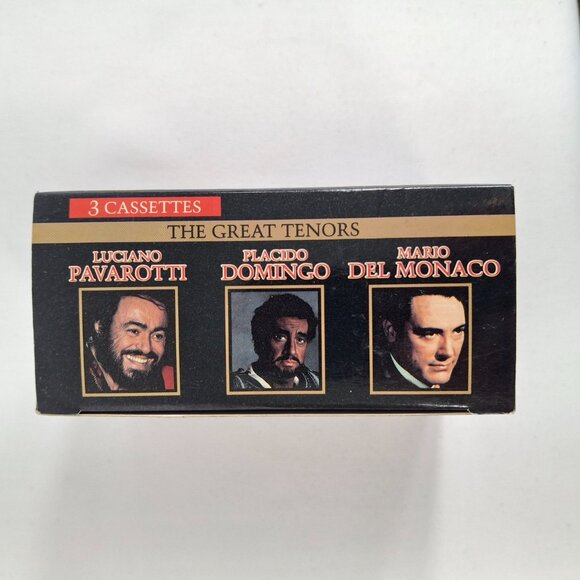 3 CASSETTES
THE GREAT TENORS
LUCIANO
PAVAROTTI
PLACIDO
DOMINGO
MARIO
DEL MONACO